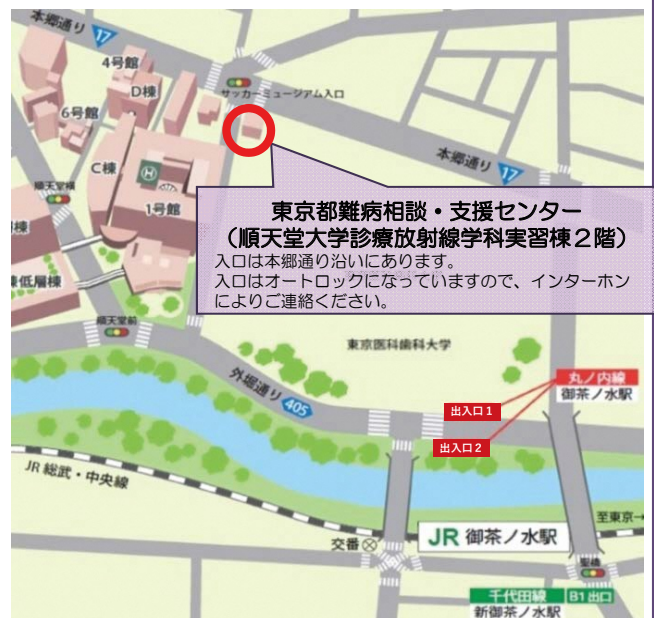 本郷通り 17
4号館
D棟
サッカーミュージアム入口
6号館
C棟
H
順天堂横
1号館
本郷通り 17
東京都難病相談・支援センター
(順天堂大学診療放射線学科実習棟2階)
入口は本郷通り沿いにあります。
入口はオートロックになっていますので、インターホン
によりご連絡ください。
棟
低層棟
順天堂前
東京医科歯科大学
外堀通り 405
丸ノ内線
御茶ノ水駅
出入口1
出入口2
JR 総武・中央線
至東京→
JR 御茶ノ水駅
交番
聖橋
千代田線 B1出口
新御茶ノ水駅